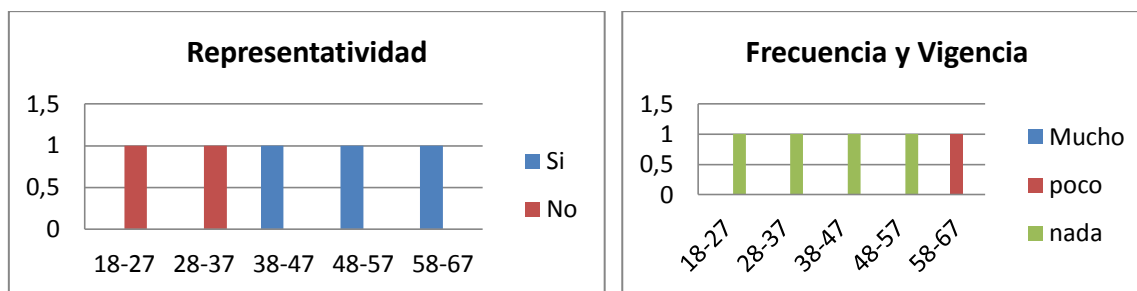 Representatividad
1,5
1
0,5
0
18-27 28-37 38-47 48-57 58-67
Si
No
Frecuencia y Vigencia
1,5
1
0,5
0
18-27 28-37 38-47 48-57 58-67
Mucho
poco
nada